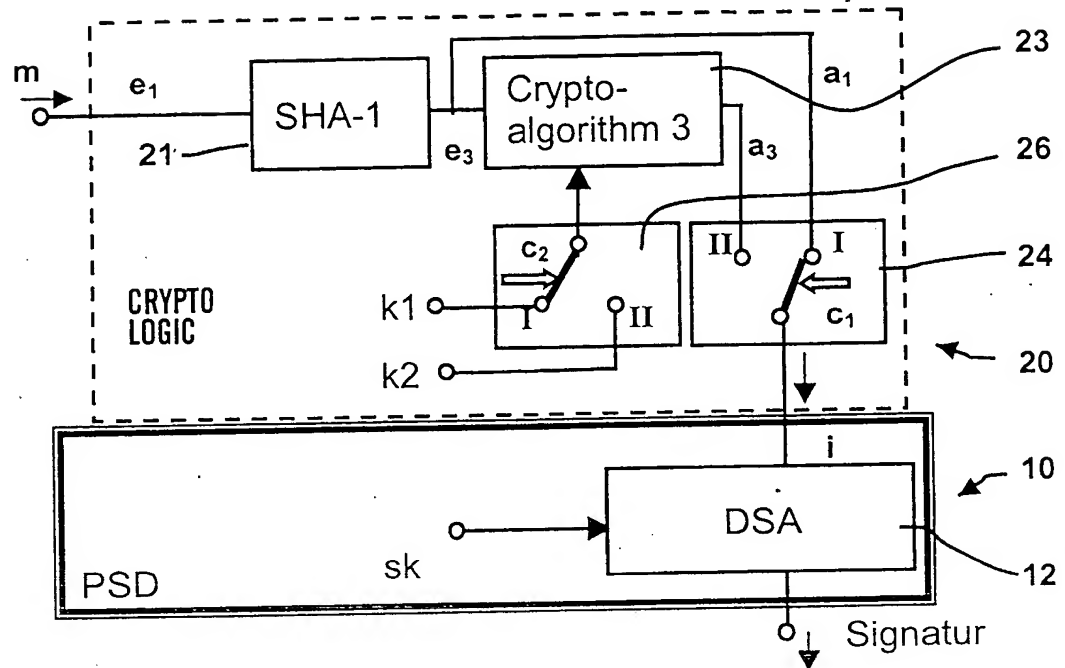 m
e₁
SHA-1
21
e₃
Crypto-
algorithm 3
a₃
a₁
23
26
24
c₂
I
II
II
I
c₁
k1
k2
CRYPTO
LOGIC
20
i
10
DSA
12
sk
PSD
Signatur